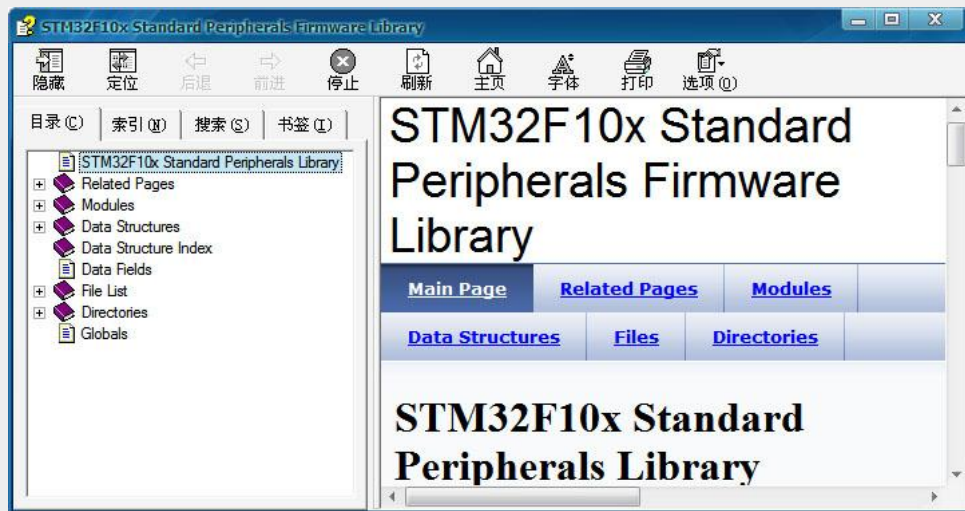 STM32F10x Standard Peripherals Firmware Library
隐藏 定位 后退 前进 停止 刷新 主页 字体 打印 选项(O)
目录(C) 索引(N) 搜索(S) 书签(I)
STM32F10x Standard Peripherals Library
Related Pages
Modules
Data Structures
Data Structure Index
Data Fields
File List
Directories
Globals
STM32F10x Standard
Peripherals Firmware
Library
Main Page Related Pages Modules
Data Structures Files Directories
STM32F10x Standard
Peripherals Library